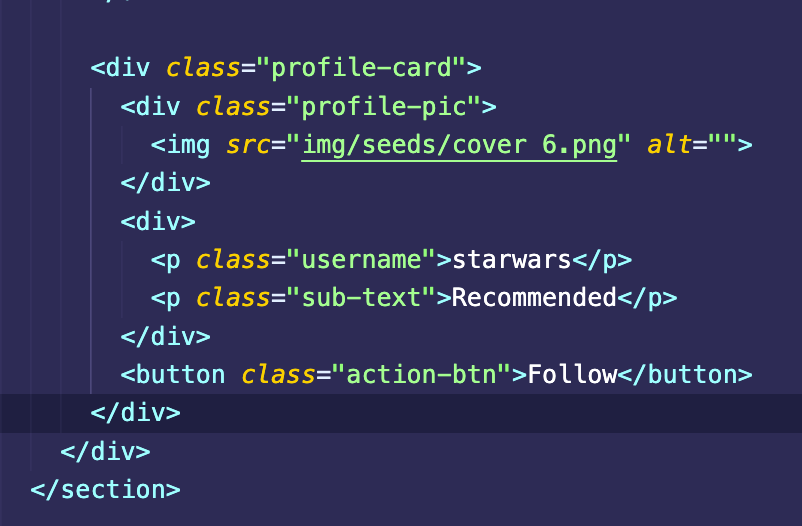 <div class="profile-card">
<div class="profile-pic">
<img src="img/seeds/cover 6.png" alt="">
</div>
<div>
<p class="username">starwars</p>
<p class="sub-text">Recommended</p>
</div>
<button class="action-btn">Follow</button>
</div>
</div>
</section>